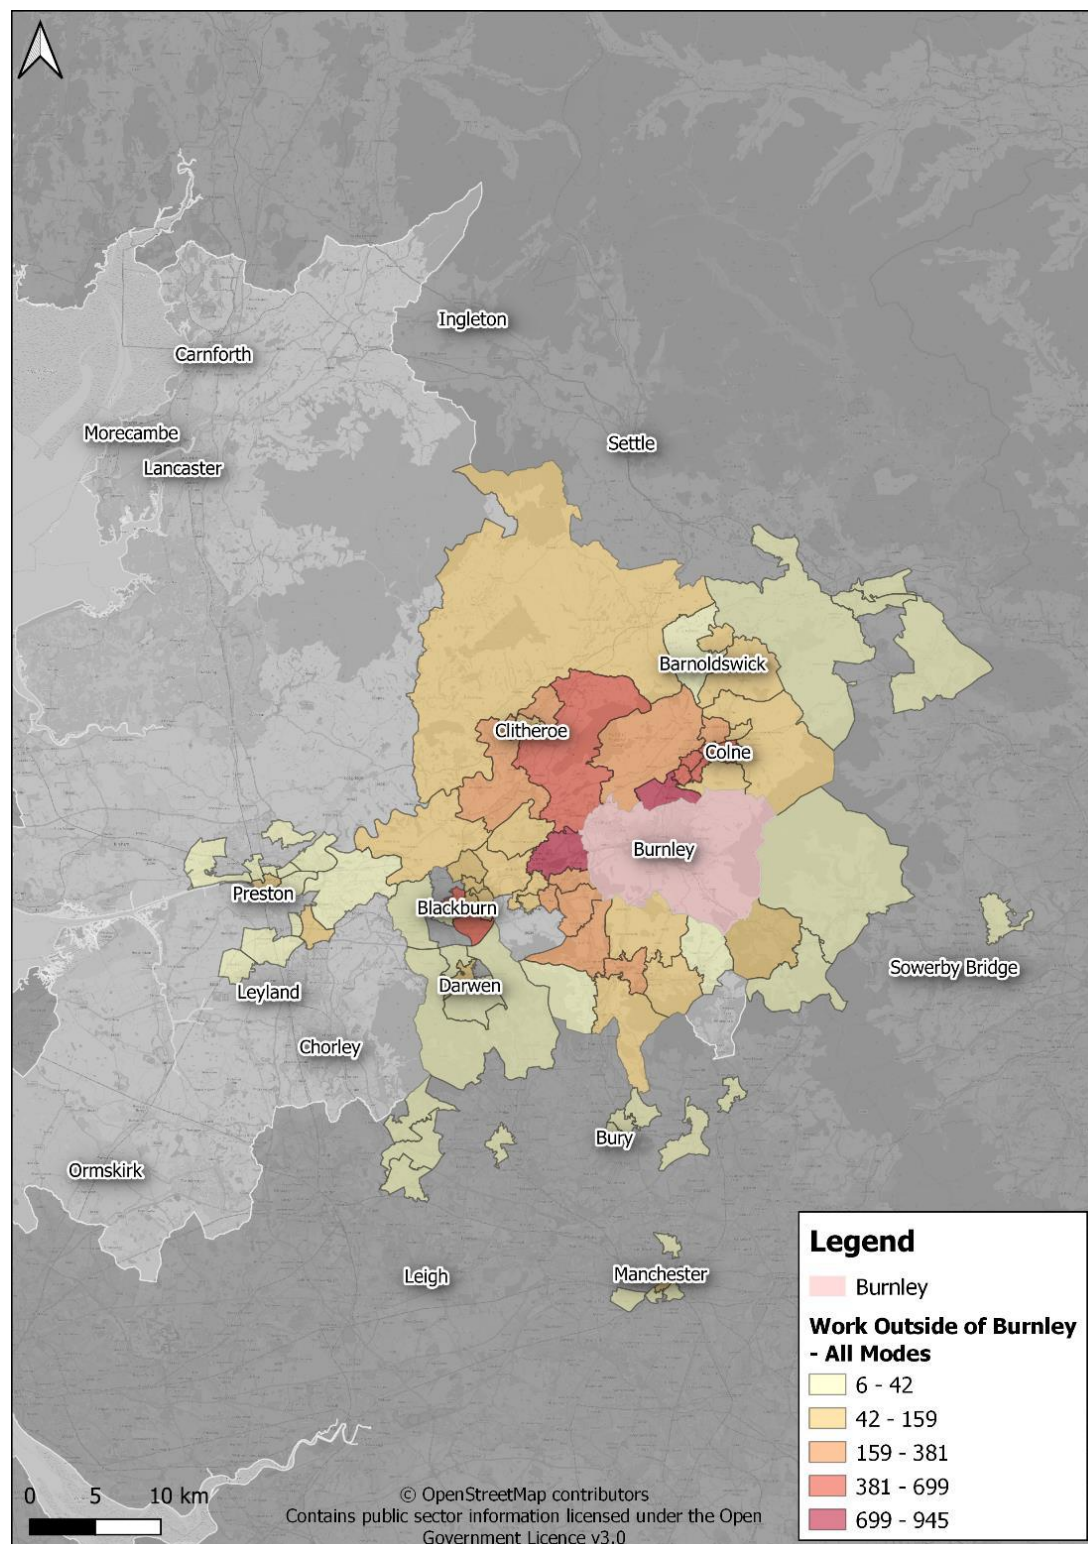 Ingleton
Carnforth
Morecambe
Lancaster
Settle
Barnoldswick
Clitheroe
Colne
Burnley
Preston
Blackburn
Sowerby Bridge
Leyland
Darwen
Chorley
Bury
Ormskirk
Leigh
Manchester
Legend
Burnley
Work Outside of Burnley
- All Modes
6 - 42
42 - 159
159 - 381
381 - 699
699 - 945
0 5 10 km
© OpenStreetMap contributors
Contains public sector information licensed under the Open
Government Licence v3.0